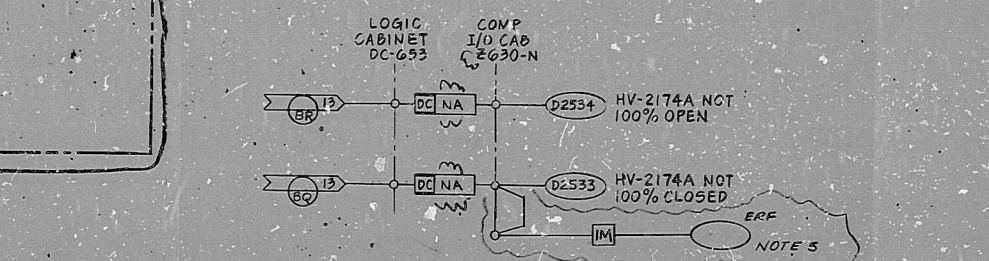 LOGIC
CABINET
DC-653
COMP
I/O CAB
Z630-N
13
BR
DC NA
D2534
HV-2174A NOT
100% OPEN
13
BQ
DC NA
D2533
HV-2174A NOT
100% CLOSED
IM
ERF
NOTE 5